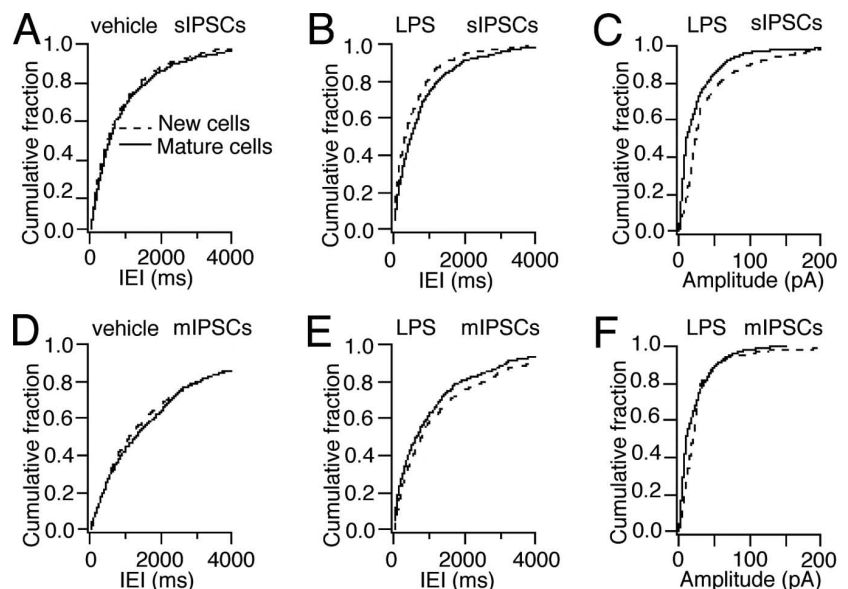 A vehicle sIPSCs
Cumulative fraction
1.0
0.8
0.6
0.4
0.2
0.0
New cells
Mature cells
0 2000 4000
IEI (ms)
B LPS sIPSCs
Cumulative fraction
1.0
0.8
0.6
0.4
0.2
0.0
0 2000 4000
IEI (ms)
C LPS sIPSCs
Cumulative fraction
1.0
0.8
0.6
0.4
0.2
0.0
0 100 200
Amplitude (pA)
D vehicle mIPSCs
Cumulative fraction
1.0
0.8
0.6
0.4
0.2
0.0
0 2000 4000
IEI (ms)
E LPS mIPSCs
Cumulative fraction
1.0
0.8
0.6
0.4
0.2
0.0
0 2000 4000
IEI (ms)
F LPS mIPSCs
Cumulative fraction
1.0
0.8
0.6
0.4
0.2
0.0
0 100 200
Amplitude (pA)